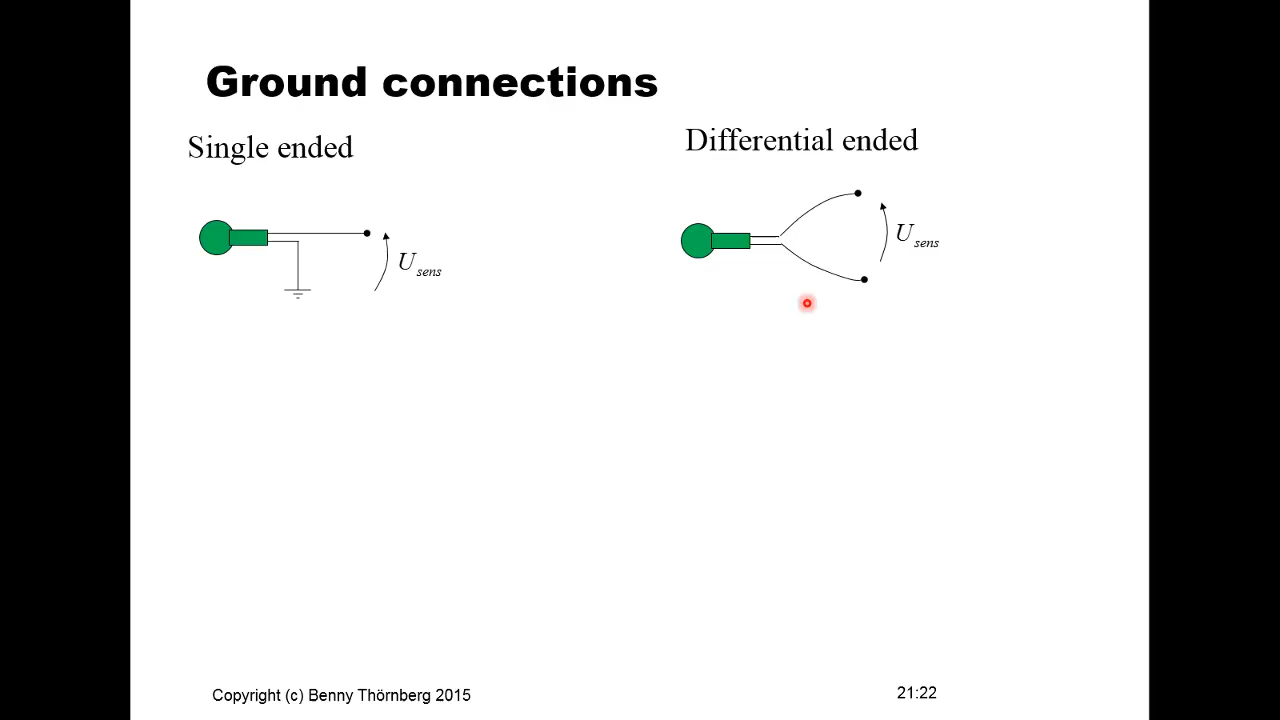 Ground connections
Single ended
Differential ended
U sens
U sens
Copyright (c) Benny Thörnberg 2015
21:22